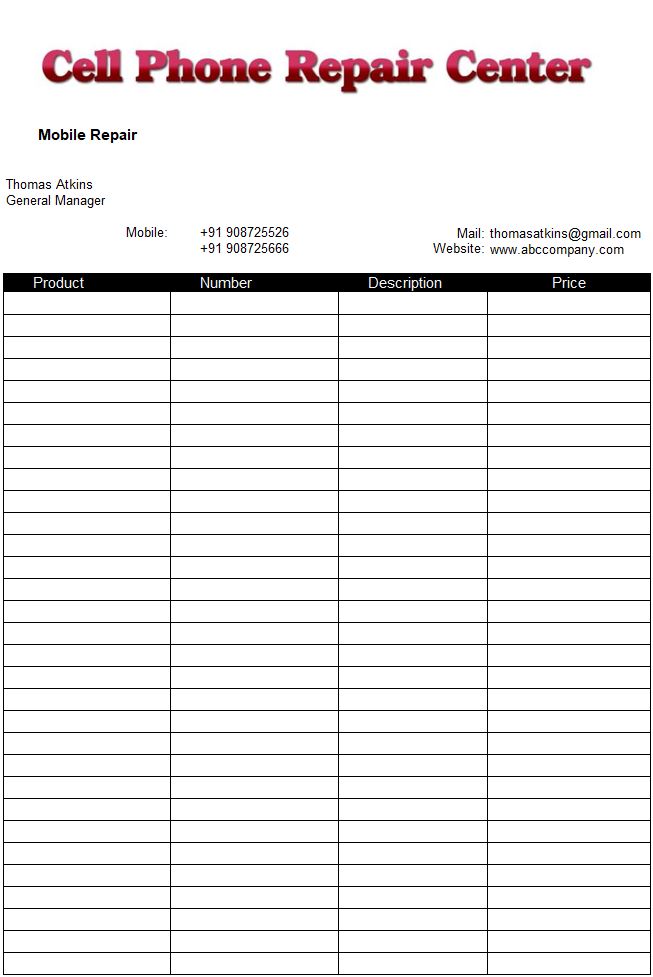 Cell Phone Repair Center
Mobile Repair
Thomas Atkins
General Manager
Mobile: +91 908725526 Mail: thomasatkins@gmail.com
+91 908725666 Website: www.abccompany.com
Product Number Description Price